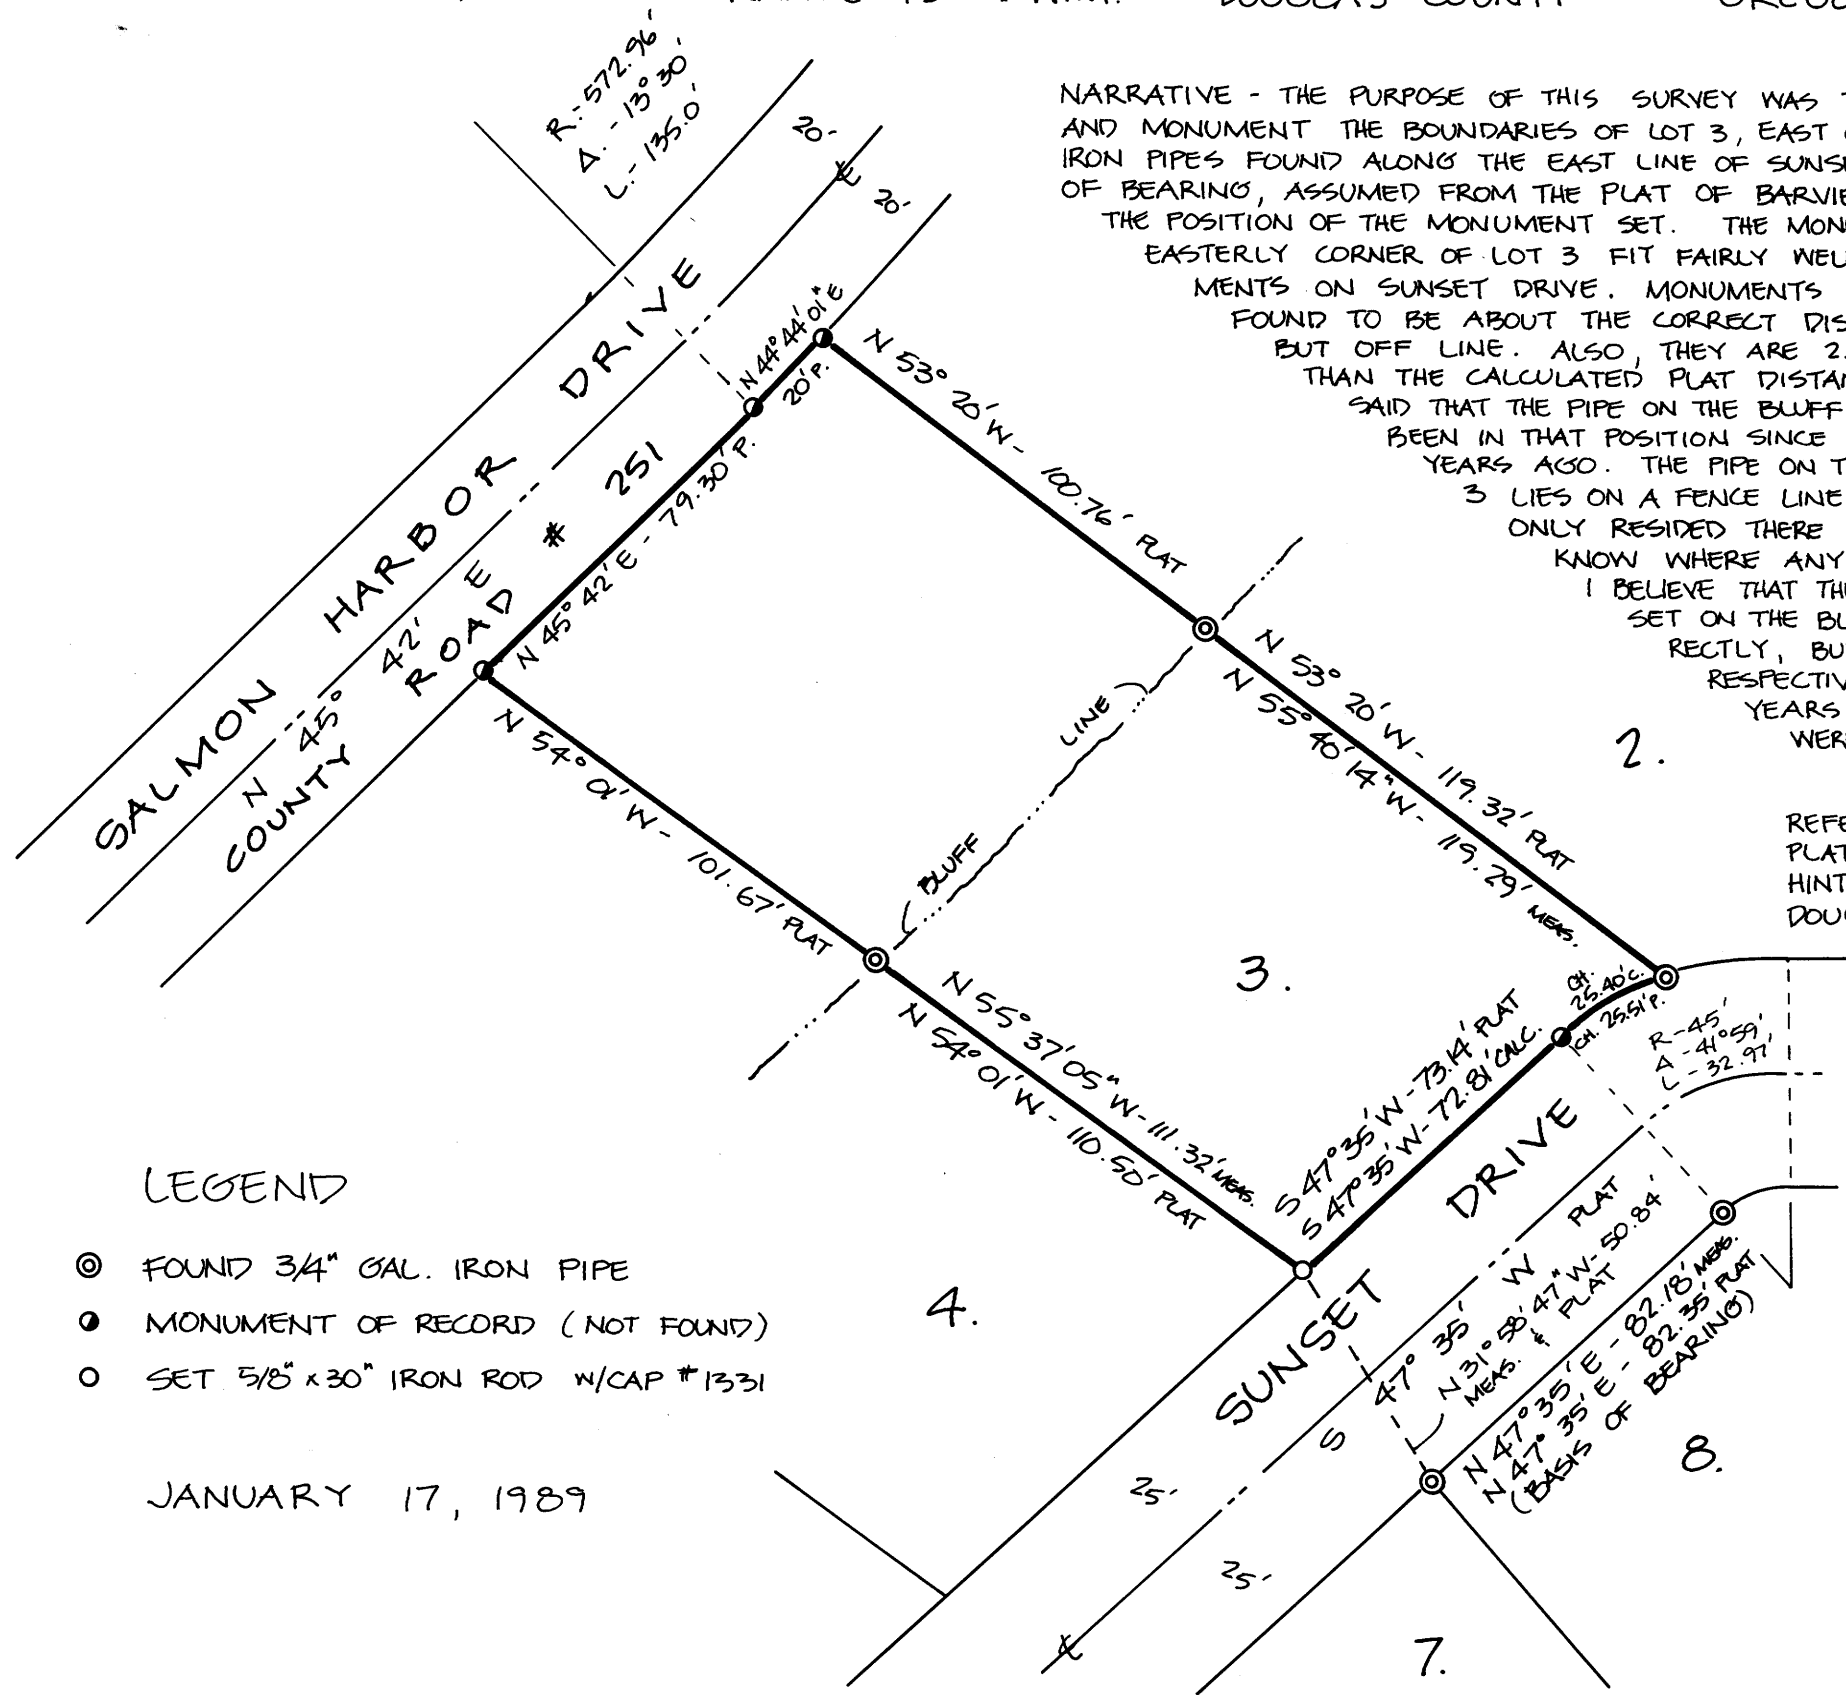 DOUGLAS COUNTY
NARRATIVE - THE PURPOSE OF THIS SURVEY WAS
AND MONUMENT THE BOUNDARIES OF LOT 3, EAST
IRON PIPES FOUND ALONG THE EAST LINE OF
OF BEARING, ASSUMED FROM THE PLAT OF
THE POSITION OF THE MONUMENT SET. THE
EASTERLY CORNER OF LOT 3 FIT FAIRLY
MENTS ON SUNSET DRIVE. MONUMENTS
FOUND TO BE ABOUT THE CORRECT
BUT OFF LINE. ALSO, THEY ARE 2.
THAN THE CALCULATED PLAT
SAID THAT THE PIPE ON THE BLUFF
BEEN IN THAT POSITION SINCE
YEARS AGO. THE PIPE ON
3 LIES ON A FENCE LINE
ONLY RESIDED THERE
KNOW WHERE ANY
I BELIEVE THAT
SET ON THE
RECTLY,
RESPECTIV
YEARS
WER
REFE
PLAT
HINT
DOUG
R.- 572.96'
Δ.- 13° 30'
L.- 135.0'
20'
℄
20'
SALMON HARBOR DRIVE
N 45° 42' E
COUNTY ROAD # 251
N 44° 44' 01" E
20' P.
N 45° 42' E - 79.30' P.
N 53° 20' W - 100.76' PLAT
N 53° 20' W - 119.32' PLAT
N 55° 40' 14" W - 119.29' MEAS.
2.
N 54° 01' W - 101.67' PLAT
BLUFF LINE
3.
N 55° 37' 05" W - 111.32' MEAS.
N 54° 01' W - 110.50' PLAT
S 47° 35' W - 73.14' PLAT
S 47° 35' W - 72.81' CALC.
CH. 25.40' C.
CH. 25.51' P.
R - 45'
Δ - 41° 59'
L - 32.97'
SUNSET DRIVE
S 47° 35' W PLAT
N 31° 58' 47" W - 50.84'
MEAS. & PLAT
N 47° 35' E - 82.18' MEAS.
N 47° 35' E - 82.35' PLAT
(BASIS OF BEARING)
4.
8.
25'
25'
℄
7.
LEGEND
FOUND 3/4" GAL. IRON PIPE
MONUMENT OF RECORD (NOT FOUND)
SET 5/8" x 30" IRON ROD W/CAP #1331
JANUARY 17, 1989